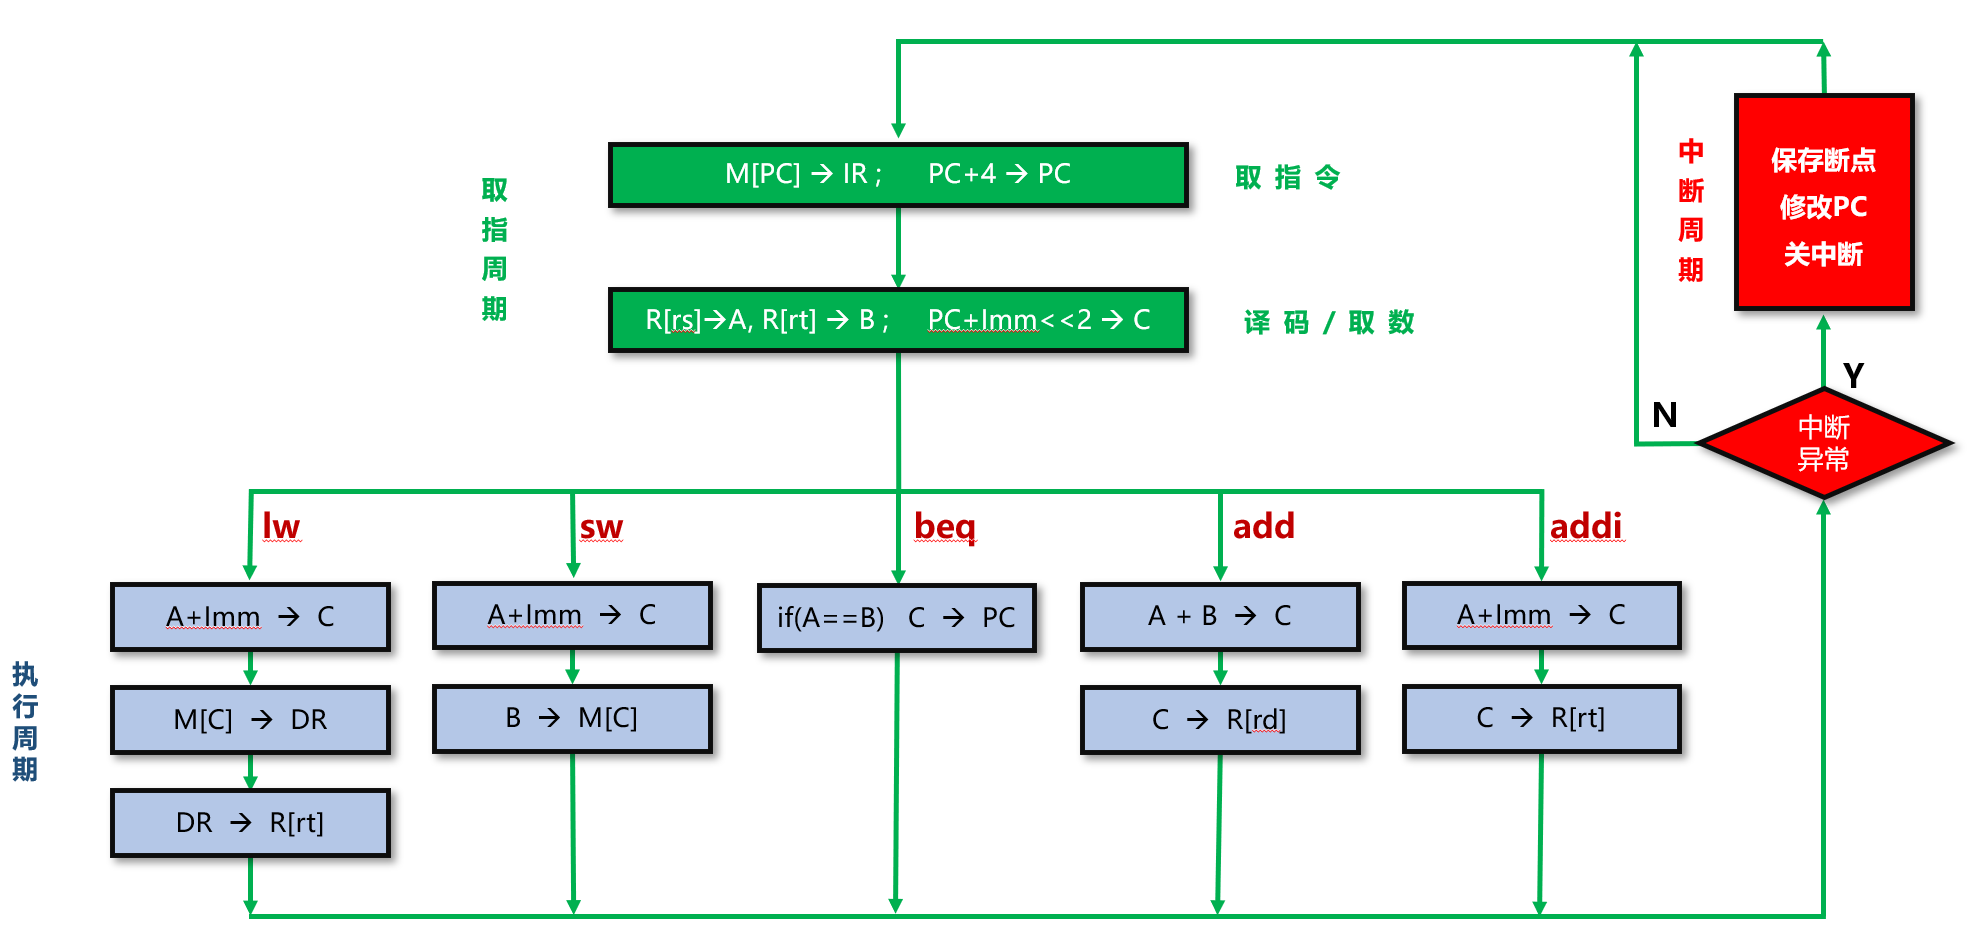 取指周期
M[PC] → IR ;   PC+4 → PC
取 指 令
R[rs]→A, R[rt] → B ;   PC+Imm<<2 → C
译 码 / 取 数
中断周期
保存断点
修改PC
关中断
Y
N
中断
异常
lw
sw
beq
add
addi
执行周期
A+Imm → C
A+Imm → C
if(A==B)  C → PC
A + B → C
A+Imm → C
M[C] → DR
B → M[C]
C → R[rd]
C → R[rt]
DR → R[rt]